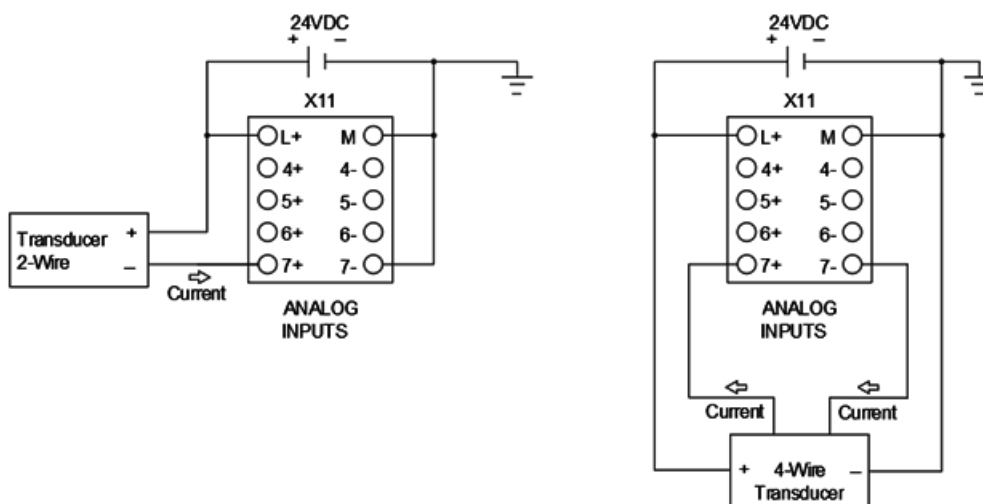 24VDC
+ –
X11
L+ M
4+ 4-
5+ 5-
6+ 6-
7+ 7-
Transducer +
2-Wire –
Current
ANALOG
INPUTS
24VDC
+ –
X11
L+ M
4+ 4-
5+ 5-
6+ 6-
7+ 7-
ANALOG
INPUTS
Current Current
+ 4-Wire –
Transducer